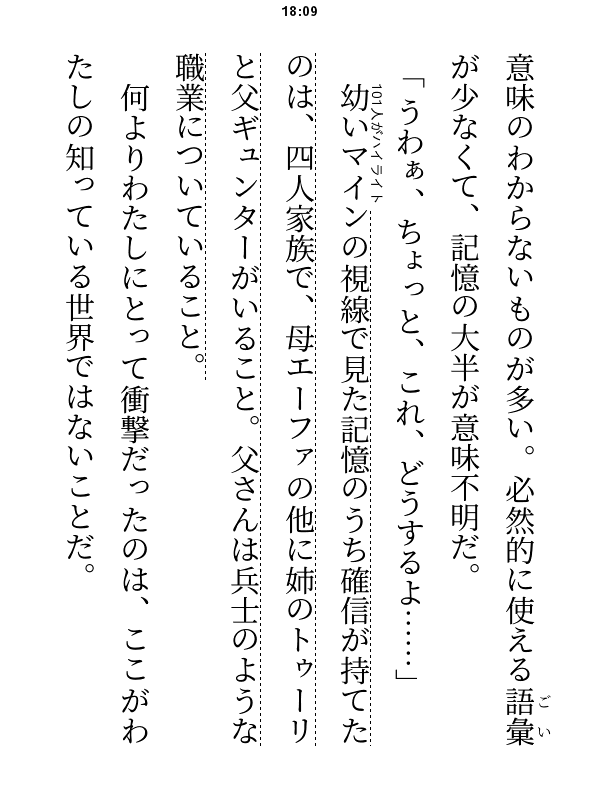 18:09
意味のわからないものが多い。必然的に使える語彙
ごい
が少なくて、記憶の大半が意味不明だ。
「うわぁ、ちょっと、これ、どうするよ……」
101人がハイライト
幼いマインの視線で見た記憶のうち確信が持てた
のは、四人家族で、母エーファの他に姉のトゥーリ
と父ギュンターがいること。父さんは兵士のような
職業についていること。
何よりわたしにとって衝撃だったのは、ここがわ
たしの知っている世界ではないことだ。